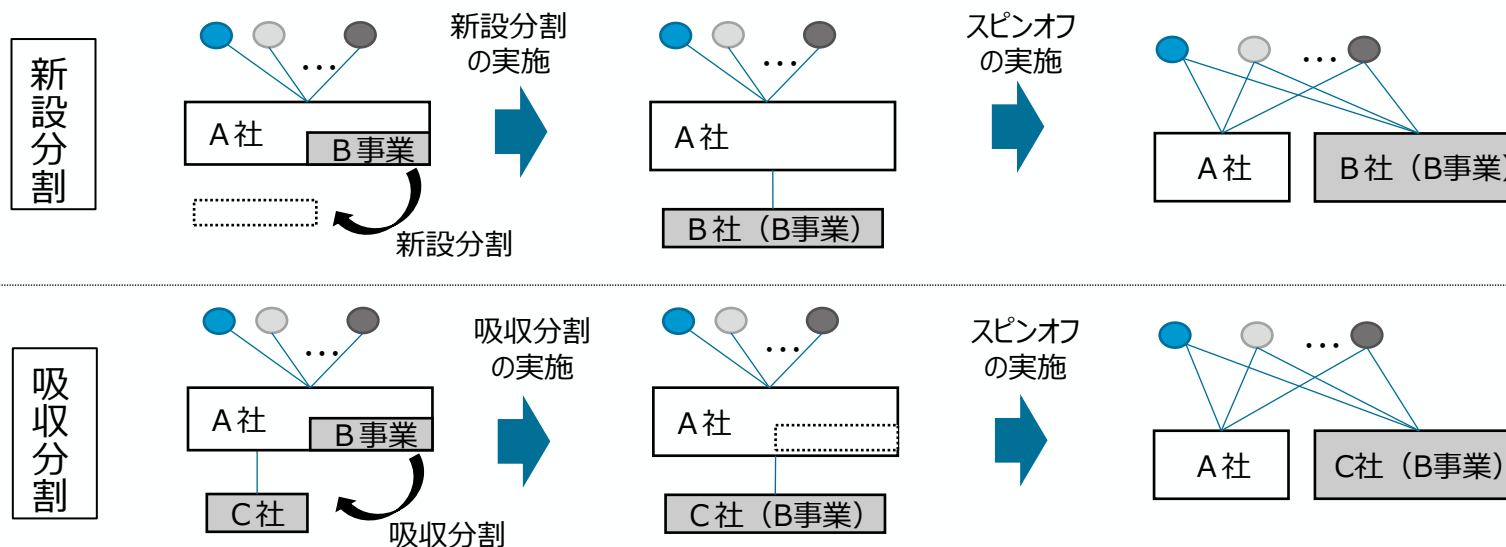 新設分割
A社
B事業
新設分割
新設分割
の実施
…
A社
B社（B事業）
…
スピンオフ
の実施
…
A社
B社（B事業）
吸収分割
…
A社
B事業
C社
吸収分割
吸収分割
の実施
…
A社
C社（B事業）
スピンオフ
の実施
…
A社
C社（B事業）